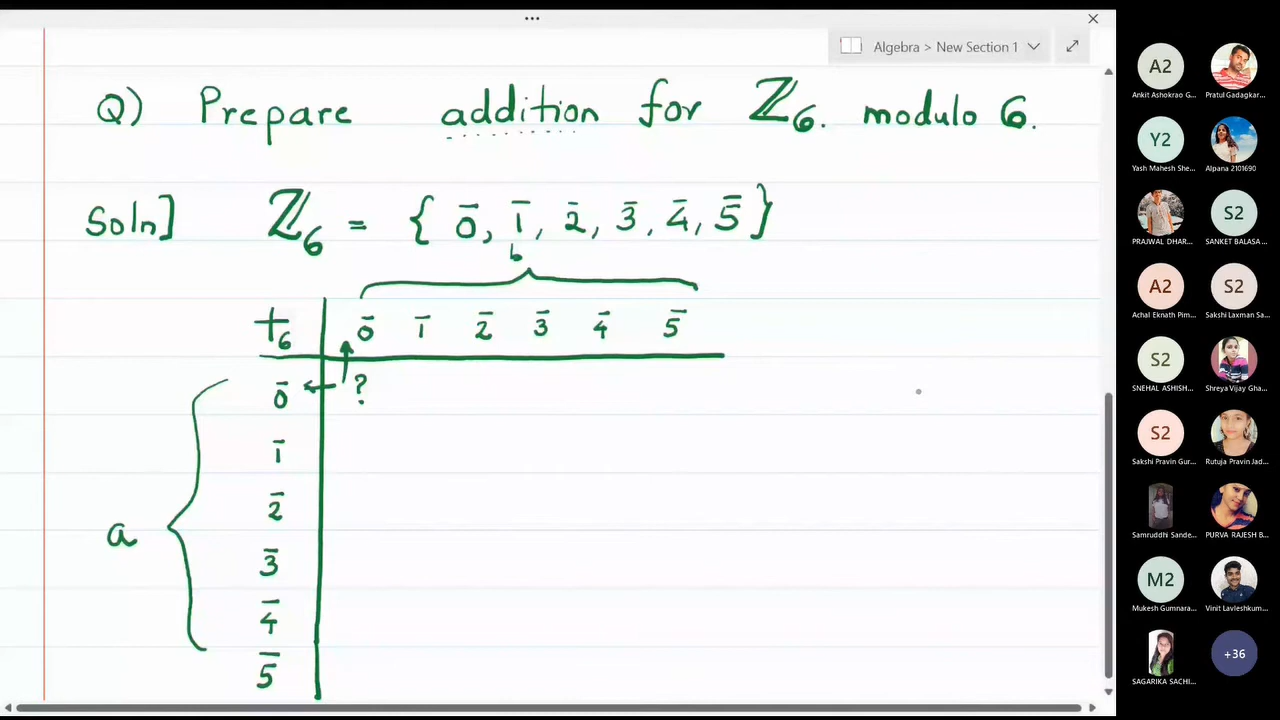 ...
Algebra > New Section 1
Q) Prepare addition for ℤ₆. modulo 6.
Soln] ℤ₆ = { 0̄, 1̄, 2̄, 3̄, 4̄, 5̄ }
b
+₆ 0̄ 1̄ 2̄ 3̄ 4̄ 5̄
0̄ ?
1̄
2̄
a
3̄
4̄
5̄
A2
Ankit Ashokrao G...
Pratul Gadagkar...
Y2
Yash Mahesh She...
Alpana 2101690
PRAJWAL DHAR...
S2
SANKET BALASA...
A2
Achal Eknath Pim...
S2
Sakshi Laxman Sa...
S2
SNEHAL ASHISH...
Shreya Vijay Gha...
S2
Sakshi Pravin Gur...
Rutuja Pravin Jad...
Samruddhi Sande...
PURVA RAJESH B...
M2
Mukesh Gumnara...
Vinit Lavleshkum...
SAGARIKA SACHI...
+36